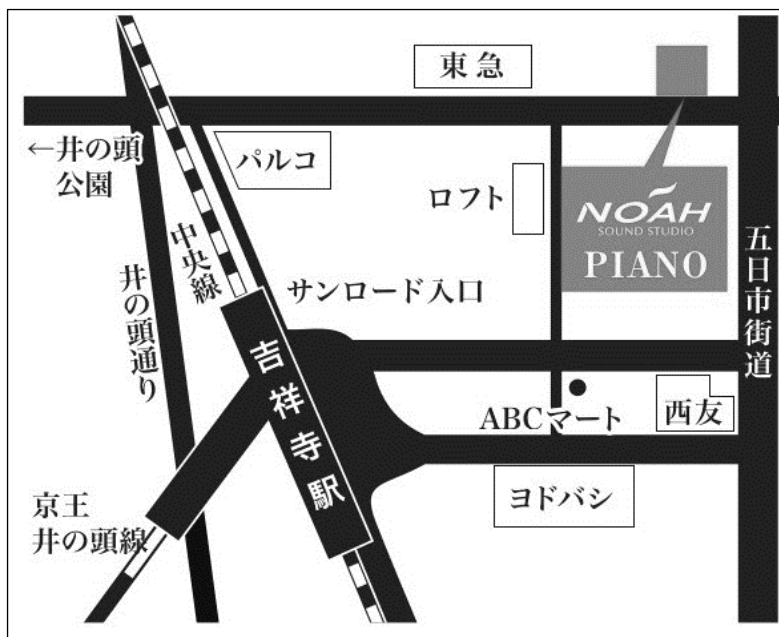 東急
←井の頭
公園
パルコ
ロフト
NOAH
SOUND STUDIO
PIANO
中央線
井の頭通り
サンロード入口
五日市街道
吉祥寺駅
ABCマート
西友
京王
井の頭線
ヨドバシ